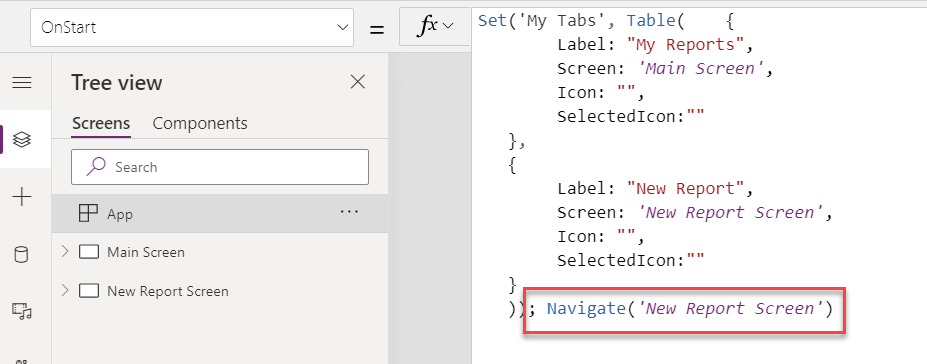 OnStart
=
fx
Tree view
Screens Components
Search
App ...
Main Screen
New Report Screen
Set('My Tabs', Table( {
Label: "My Reports",
Screen: 'Main Screen',
Icon: "",
SelectedIcon:""
},
{
Label: "New Report",
Screen: 'New Report Screen',
Icon: "",
SelectedIcon:""
}
)); Navigate('New Report Screen')